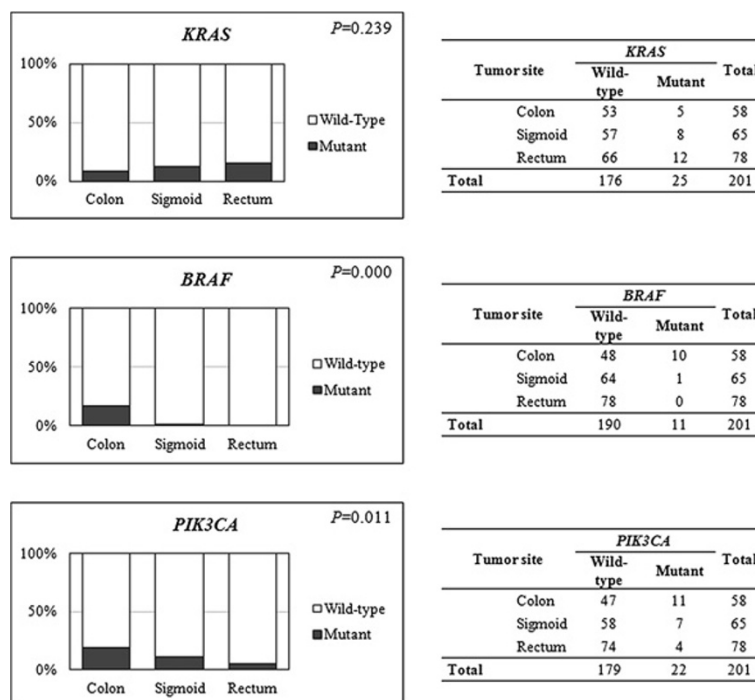 KRAS
P=0.239
100%
50%
0%
Colon Sigmoid Rectum
Wild-Type
Mutant
KRAS
Tumor site Wild-type Mutant Total
Colon 53 5 58
Sigmoid 57 8 65
Rectum 66 12 78
Total 176 25 201
BRAF
P=0.000
100%
50%
0%
Colon Sigmoid Rectum
Wild-type
Mutant
BRAF
Tumor site Wild-type Mutant Total
Colon 48 10 58
Sigmoid 64 1 65
Rectum 78 0 78
Total 190 11 201
PIK3CA
P=0.011
100%
50%
0%
Colon Sigmoid Rectum
Wild-type
Mutant
PIK3CA
Tumor site Wild-type Mutant Total
Colon 47 11 58
Sigmoid 58 7 65
Rectum 74 4 78
Total 179 22 201